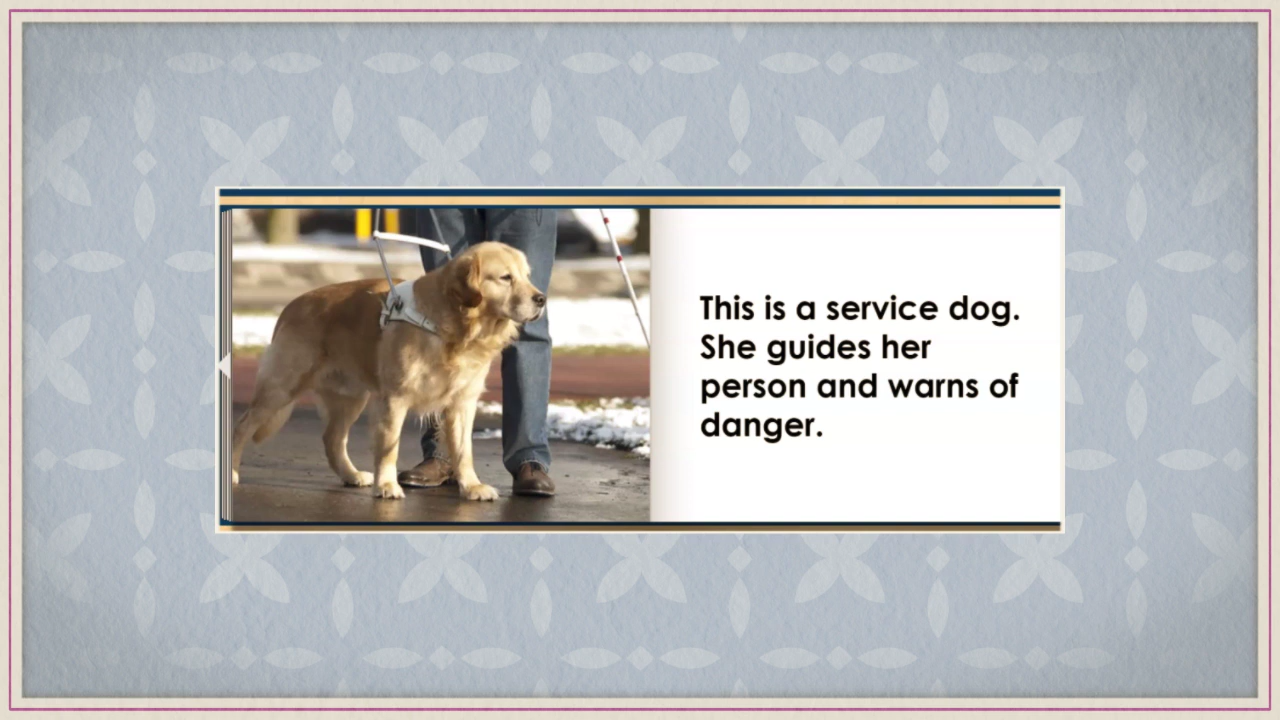 This is a service dog.
She guides her
person and warns of
danger.